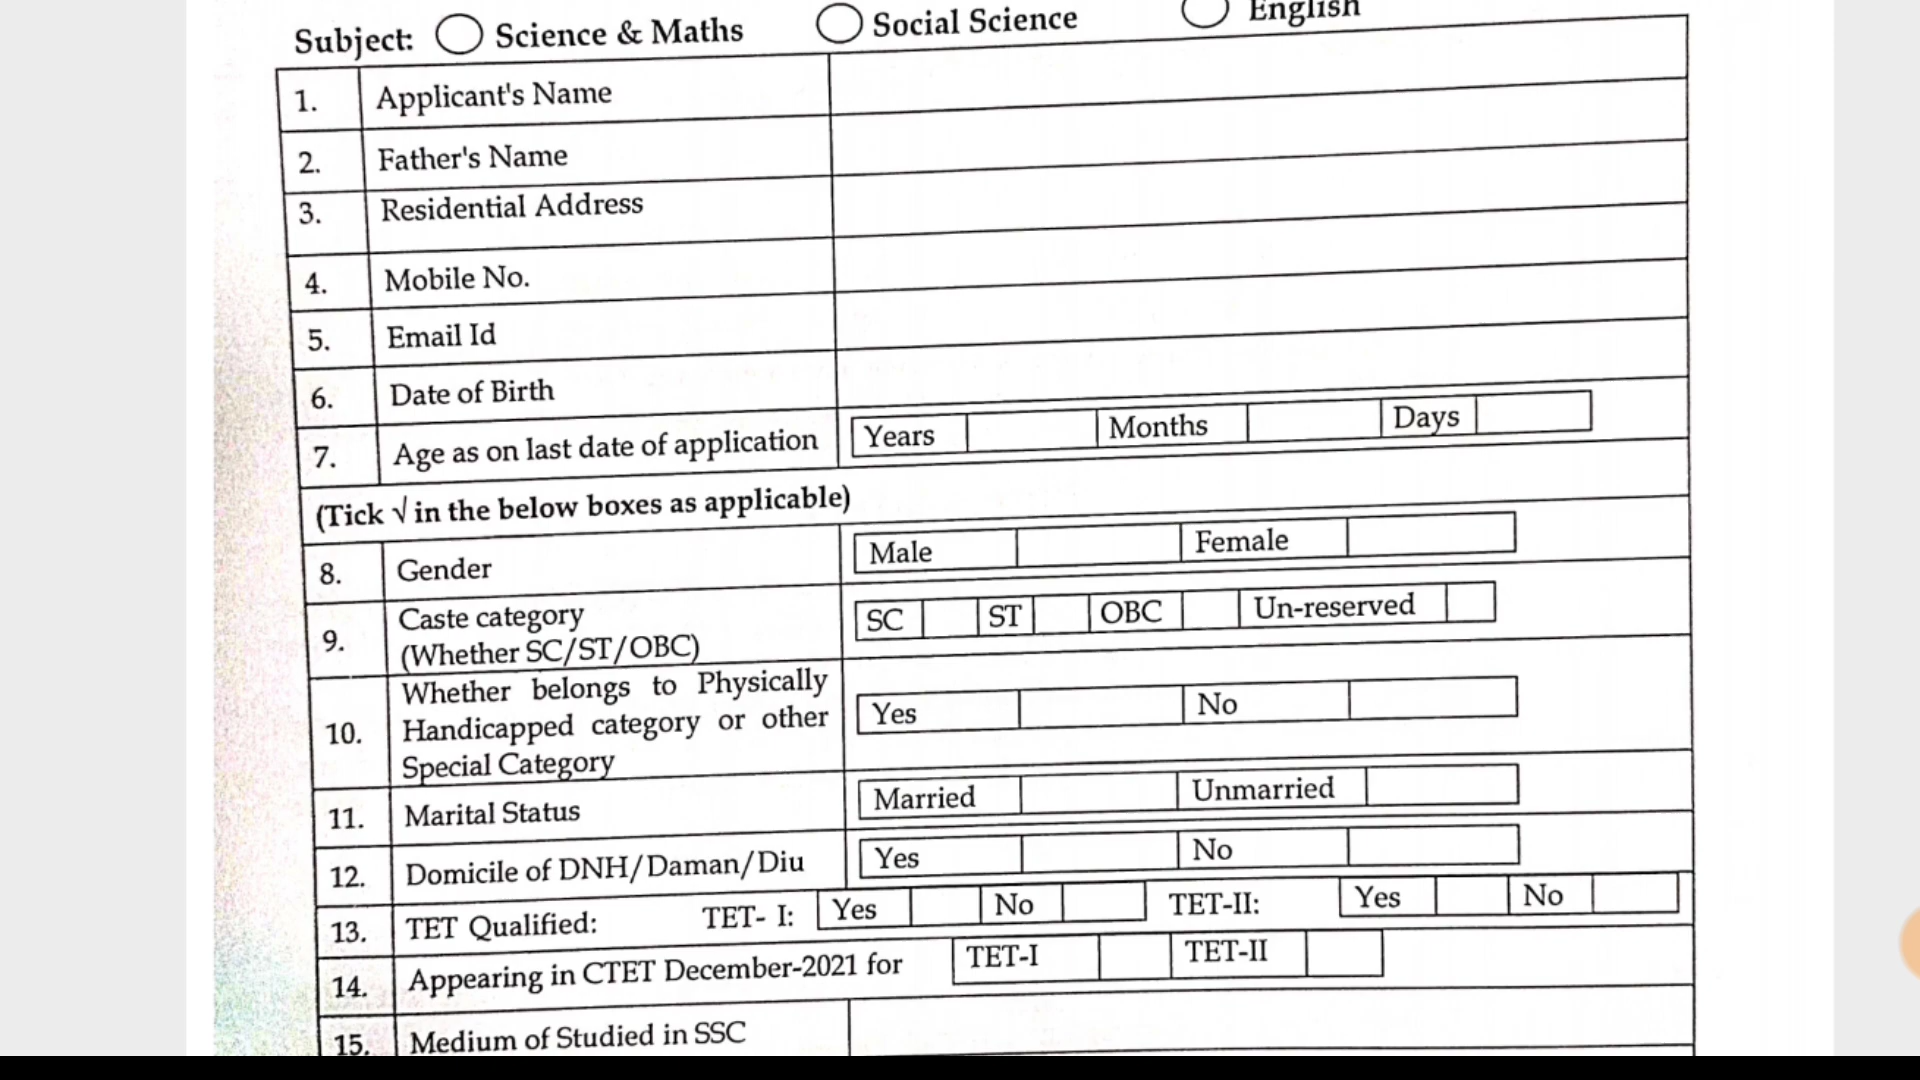 Subject: Science & Maths Social Science English
1. Applicant's Name
2. Father's Name
3. Residential Address
4. Mobile No.
5. Email Id
6. Date of Birth
7. Age as on last date of application Years Months Days
(Tick √ in the below boxes as applicable)
8. Gender Male Female
9. Caste category
(Whether SC/ST/OBC) SC ST OBC Un-reserved
10. Whether belongs to Physically
Handicapped category or other
Special Category Yes No
11. Marital Status Married Unmarried
12. Domicile of DNH/Daman/Diu Yes No
13. TET Qualified: TET- I: Yes No TET-II: Yes No
14. Appearing in CTET December-2021 for TET-I TET-II
15. Medium of Studied in SSC